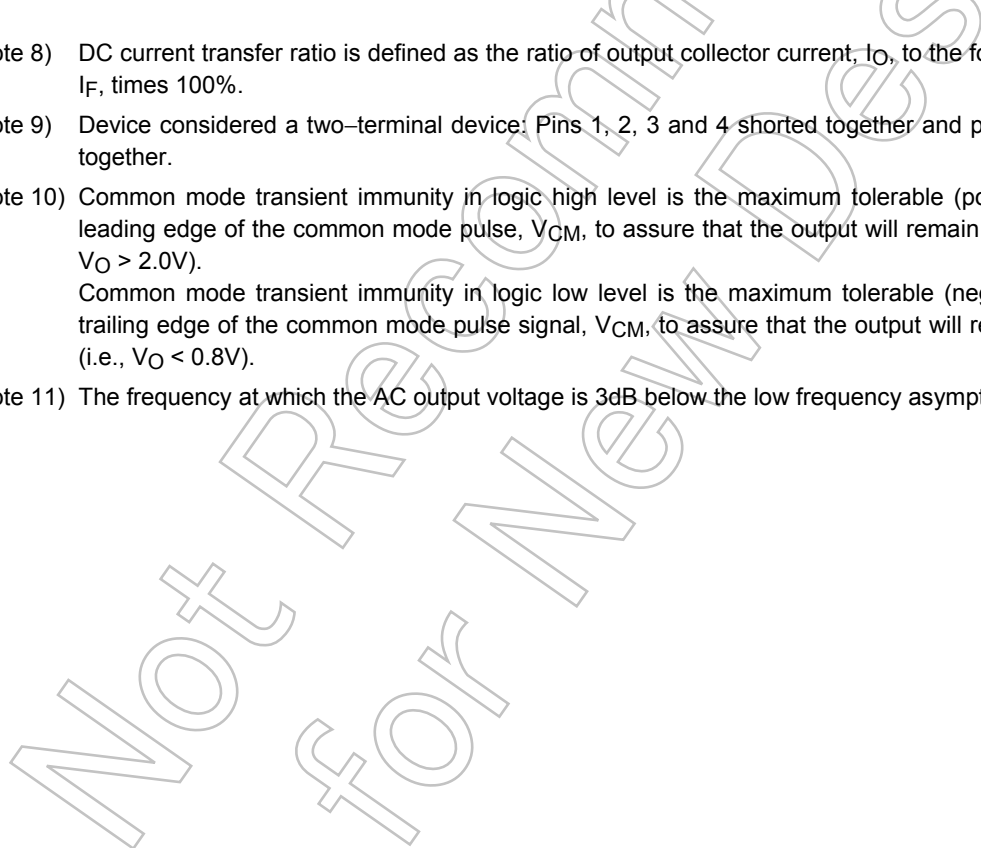 ote 8) DC current transfer ratio is defined as the ratio of output collector current, IO, to the fo
IF, times 100%.
ote 9) Device considered a two–terminal device: Pins 1, 2, 3 and 4 shorted together and p
together.
ote 10) Common mode transient immunity in logic high level is the maximum tolerable (po
leading edge of the common mode pulse, VCM, to assure that the output will remain
VO > 2.0V).
Common mode transient immunity in logic low level is the maximum tolerable (neg
trailing edge of the common mode pulse signal, VCM, to assure that the output will re
(i.e., VO < 0.8V).
ote 11) The frequency at which the AC output voltage is 3dB below the low frequency asympt
Not Recomm
for New Des